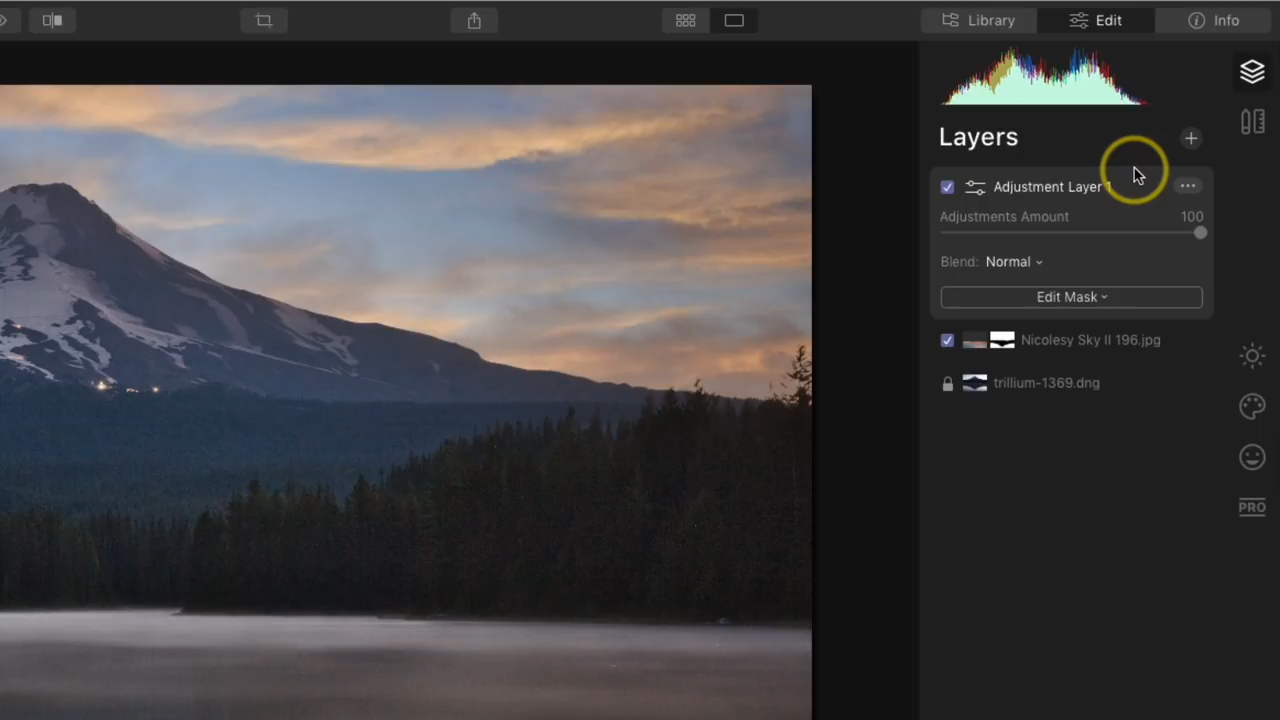 Library
Edit
Info
Layers
Adjustment Layer 1
Adjustments Amount 100
Blend: Normal
Edit Mask
Nicolesy Sky II 196.jpg
trillium-1369.dng
PRO